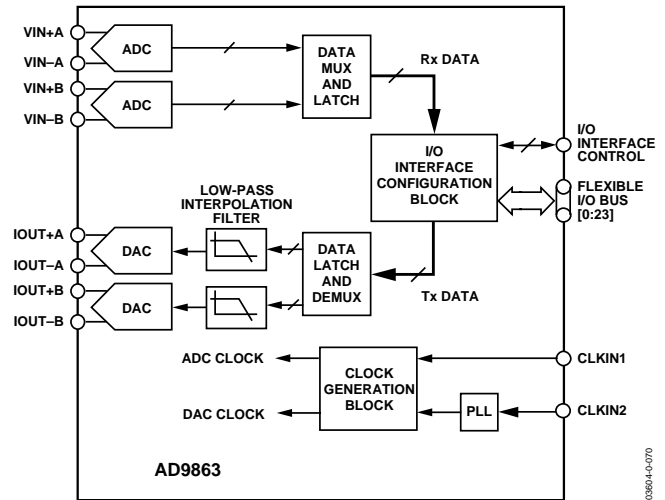 VIN+A
VIN–A
VIN+B
VIN–B
ADC
ADC
DATA
MUX
AND
LATCH
Rx DATA
I/O
INTERFACE
CONFIGURATION
BLOCK
I/O
INTERFACE
CONTROL
FLEXIBLE
I/O BUS
[0:23]
LOW-PASS
INTERPOLATION
FILTER
IOUT+A
IOUT–A
IOUT+B
IOUT–B
DAC
DAC
DATA
LATCH
AND
DEMUX
Tx DATA
ADC CLOCK
DAC CLOCK
CLOCK
GENERATION
BLOCK
PLL
CLKIN1
CLKIN2
AD9863
03604-0-070